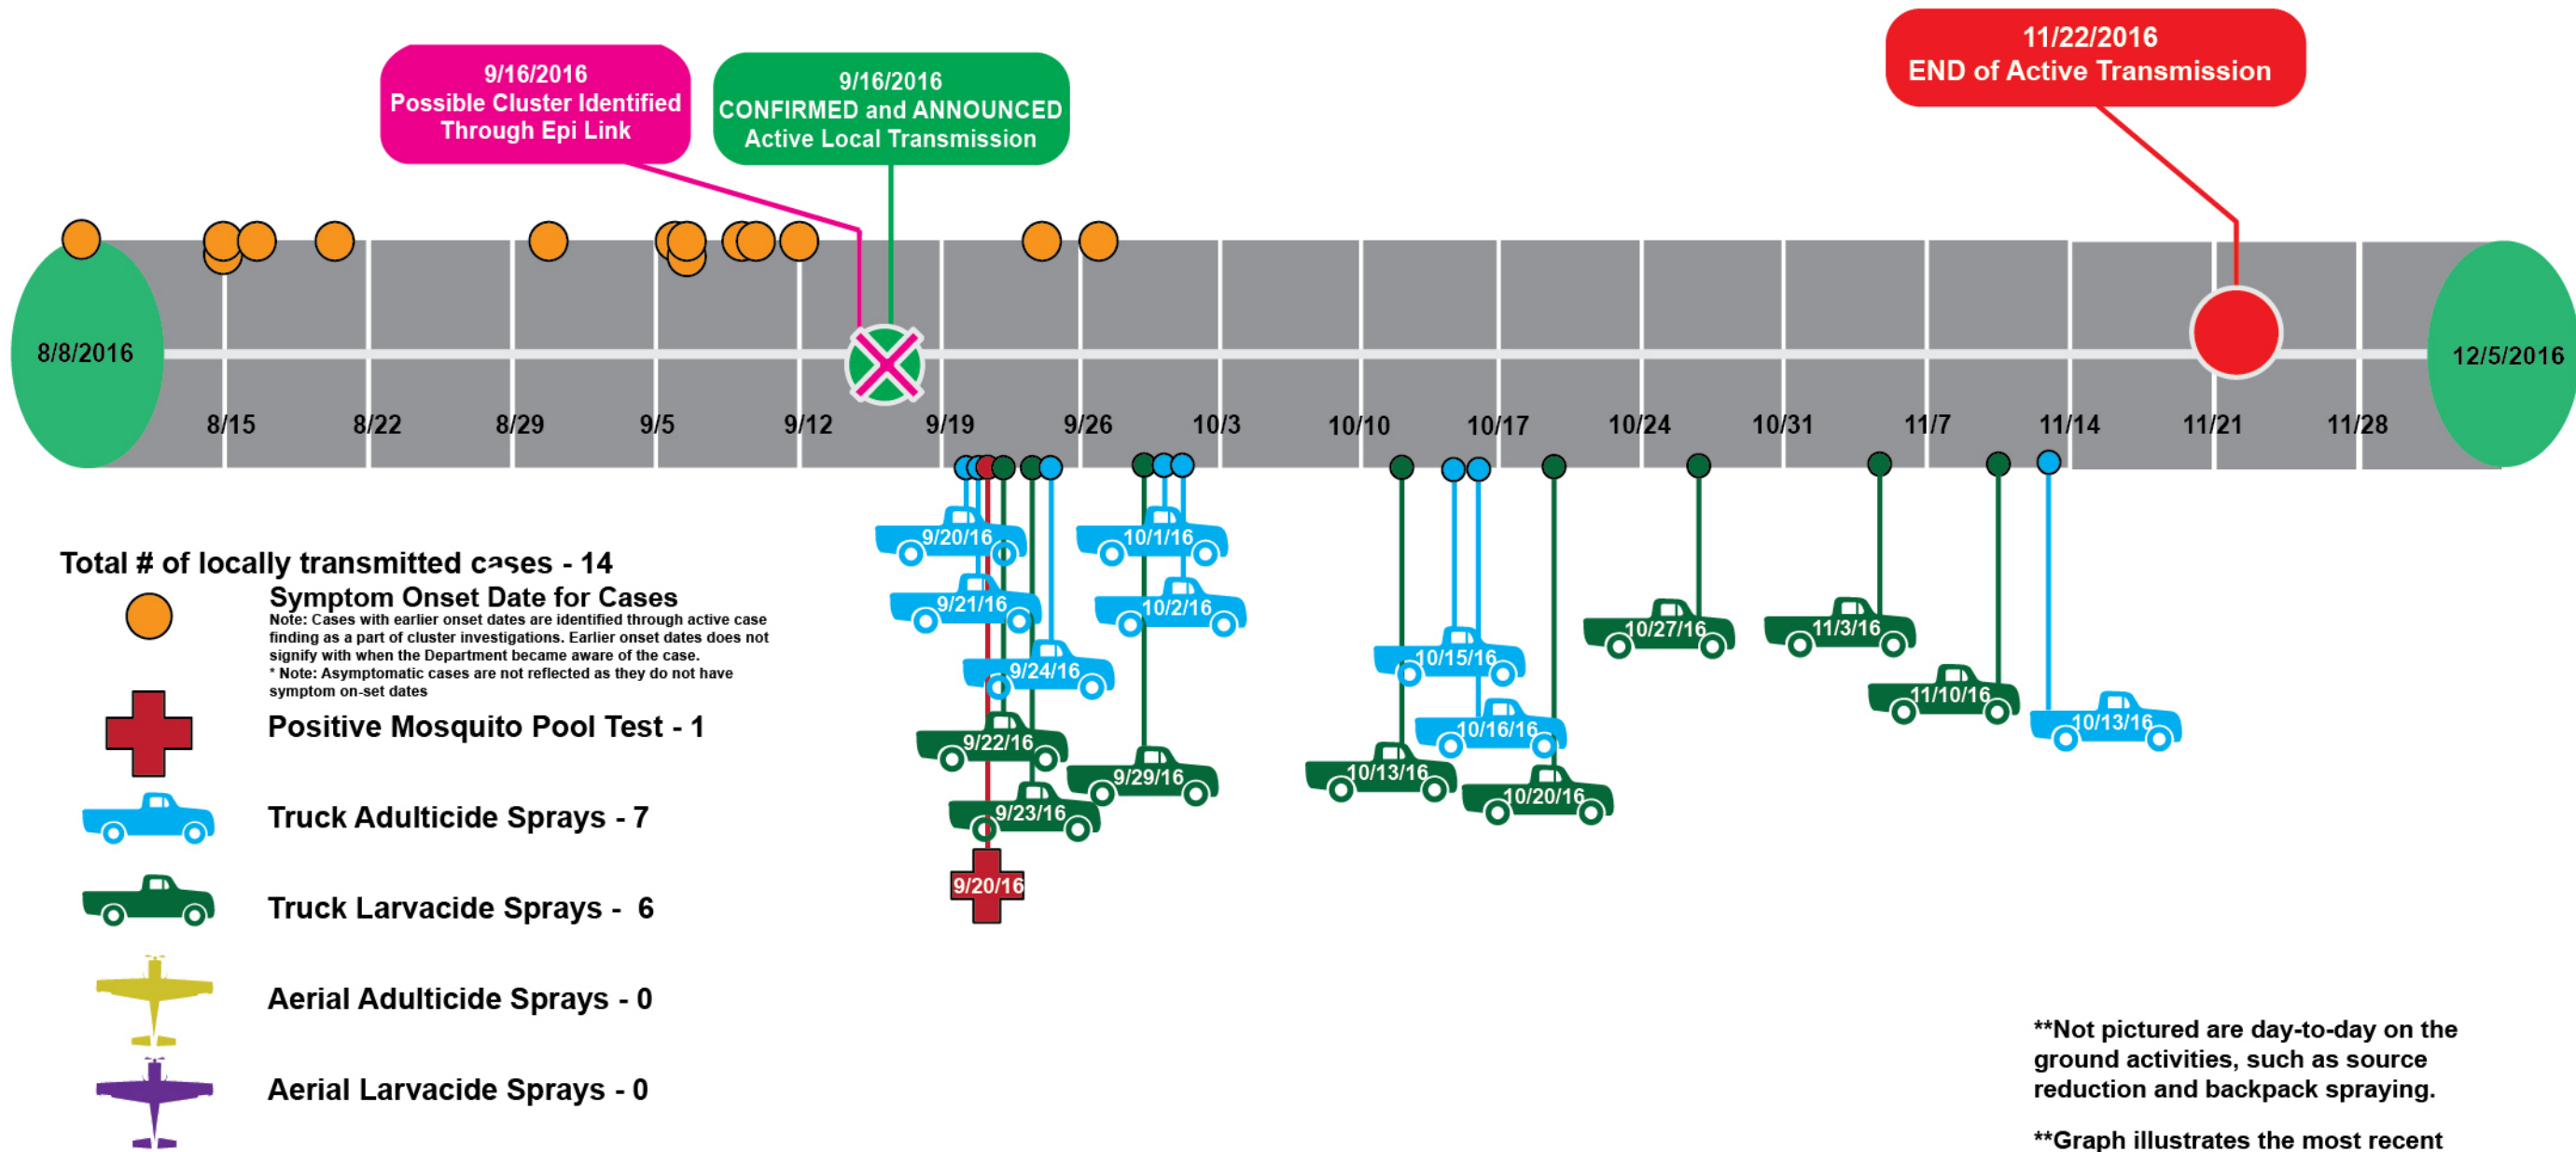 9/16/2016
Possible Cluster Identified
Through Epi Link
9/16/2016
CONFIRMED and ANNOUNCED
Active Local Transmission
11/22/2016
END of Active Transmission
8/8/2016
8/15
8/22
8/29
9/5
9/12
9/19
9/26
10/3
10/10
10/17
10/24
10/31
11/7
11/14
11/21
11/28
12/5/2016
9/20/16
9/21/16
9/24/16
9/22/16
9/23/16
9/20/16
10/1/16
10/2/16
9/29/16
10/15/16
10/16/16
10/13/16
10/20/16
10/27/16
11/3/16
11/10/16
10/13/16
Total # of locally transmitted cases - 14
Symptom Onset Date for Cases
Note: Cases with earlier onset dates are identified through active case
finding as a part of cluster investigations. Earlier onset dates does not
signify with when the Department became aware of the case.
* Note: Asymptomatic cases are not reflected as they do not have
symptom on-set dates
Positive Mosquito Pool Test - 1
Truck Adulticide Sprays - 7
Truck Larvacide Sprays - 6
Aerial Adulticide Sprays - 0
Aerial Larvacide Sprays - 0
**Not pictured are day-to-day on the
ground activities, such as source
reduction and backpack spraying.
**Graph illustrates the most recent